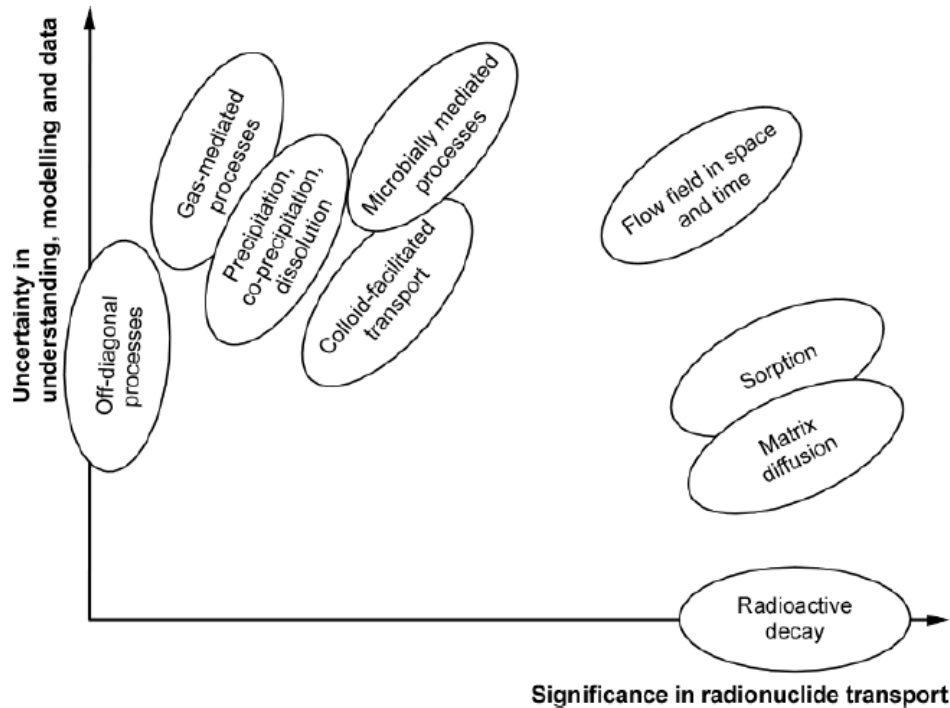 Uncertainty in
understanding, modelling and data
Gas-mediated
processes
Microbially mediated
processes
Precipitation,
co-precipitation,
dissolution
Colloid-facilitated
transport
Off-diagonal
processes
Flow field in space
and time
Sorption
Matrix
diffusion
Radioactive
decay
Significance in radionuclide transport